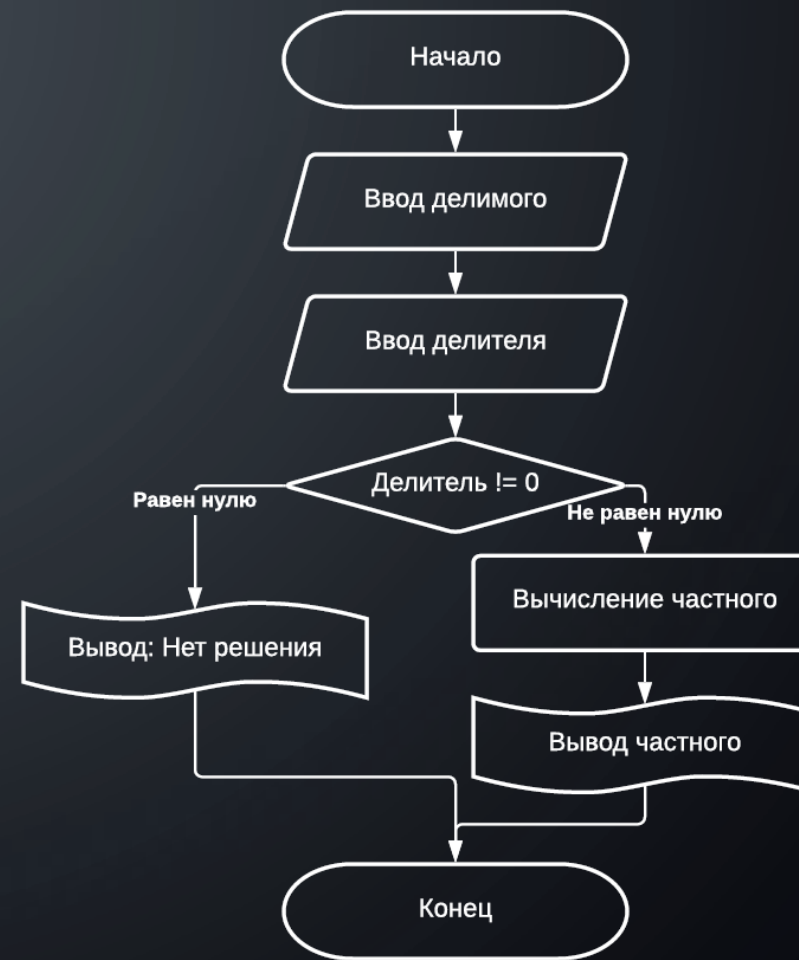 Начало
Ввод делимого
Ввод делителя
Делитель != 0
Равен нулю
Не равен нулю
Вычисление частного
Вывод: Нет решения
Вывод частного
Конец